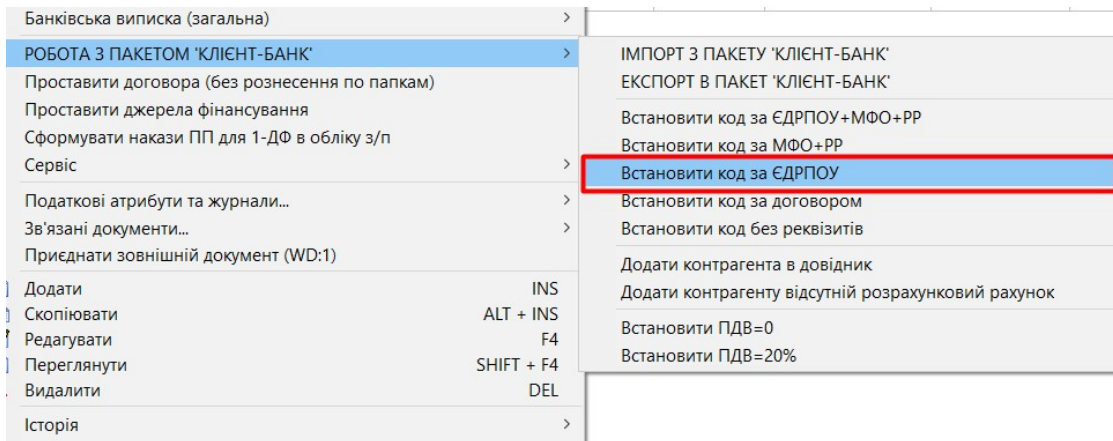 Банківська виписка (загальна)
РОБОТА З ПАКЕТОМ 'КЛІЄНТ-БАНК'
Проставити договора (без рознесення по папкам)
Проставити джерела фінансування
Сформувати накази ПП для 1-ДФ в обліку з/п
Сервіс
Податкові атрибути та журнали...
Зв'язані документи...
Приєднати зовнішній документ (WD:1)
Додати INS
Скопіювати ALT + INS
Редагувати F4
Переглянути SHIFT + F4
Видалити DEL
Історія
ІМПОРТ З ПАКЕТУ 'КЛІЄНТ-БАНК'
ЕКСПОРТ В ПАКЕТ 'КЛІЄНТ-БАНК'
Встановити код за ЄДРПОУ+МФО+РР
Встановити код за МФО+РР
Встановити код за ЄДРПОУ
Встановити код за договором
Встановити код без реквізитів
Додати контрагента в довідник
Додати контрагенту відсутній розрахунковий рахунок
Встановити ПДВ=0
Встановити ПДВ=20%